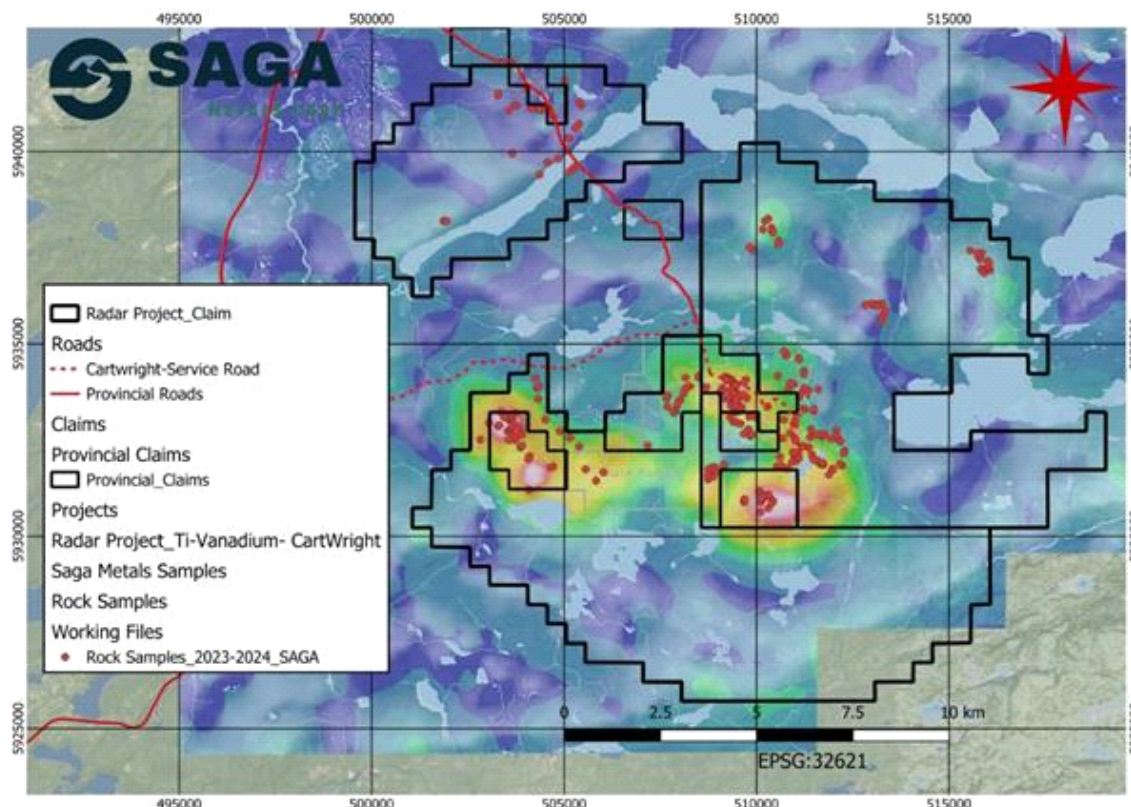 495000 500000 505000 510000 515000
SAGA
5940000
5935000
5930000
5925000
Radar Project_Claim
Roads
Cartwright-Service Road
Provincial Roads
Claims
Provincial Claims
Provincial_Claims
Projects
Radar Project_Ti-Vanadium- CartWright
Saga Metals Samples
Rock Samples
Working Files
Rock Samples_2023-2024_SAGA
0 2.5 5 7.5 10 km
EPSG:32621
495000 500000 505000 510000 515000